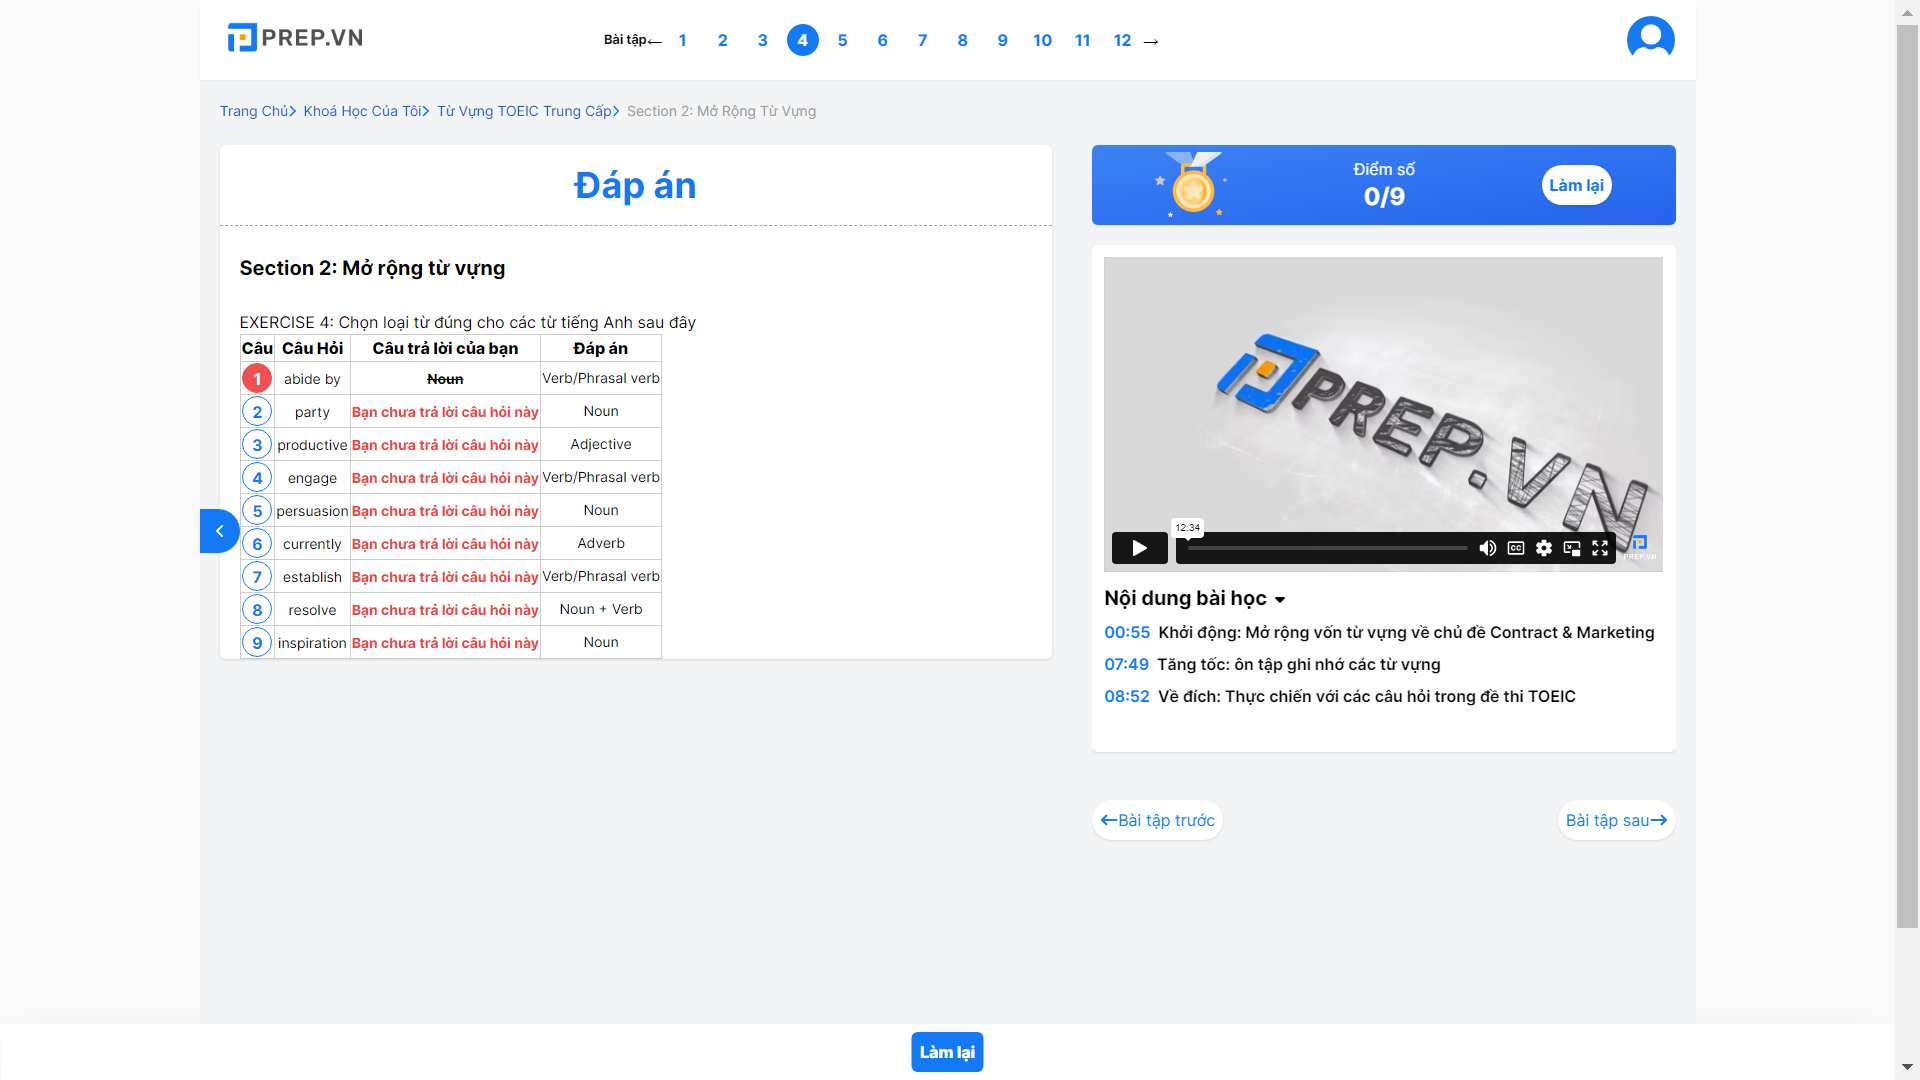 PREP.VN
Bài tập← 1 2 3 4 5 6 7 8 9 10 11 12 →
Trang Chủ> Khoá Học Của Tôi> Từ Vựng TOEIC Trung Cấp> Section 2: Mở Rộng Từ Vựng
Đáp án
Section 2: Mở rộng từ vựng
EXERCISE 4: Chọn loại từ đúng cho các từ tiếng Anh sau đây
Câu Câu Hỏi Câu trả lời của bạn Đáp án
1 abide by Noun Verb/Phrasal verb
2 party Bạn chưa trả lời câu hỏi này Noun
3 productive Bạn chưa trả lời câu hỏi này Adjective
4 engage Bạn chưa trả lời câu hỏi này Verb/Phrasal verb
5 persuasion Bạn chưa trả lời câu hỏi này Noun
6 currently Bạn chưa trả lời câu hỏi này Adverb
7 establish Bạn chưa trả lời câu hỏi này Verb/Phrasal verb
8 resolve Bạn chưa trả lời câu hỏi này Noun + Verb
9 inspiration Bạn chưa trả lời câu hỏi này Noun
Điểm số
0/9
Làm lại
PREP.VN
12:34
CC
PREP.VN
Nội dung bài học
00:55 Khởi động: Mở rộng vốn từ vựng về chủ đề Contract & Marketing
07:49 Tăng tốc: ôn tập ghi nhớ các từ vựng
08:52 Về đích: Thực chiến với các câu hỏi trong đề thi TOEIC
←Bài tập trước
Bài tập sau→
Làm lại